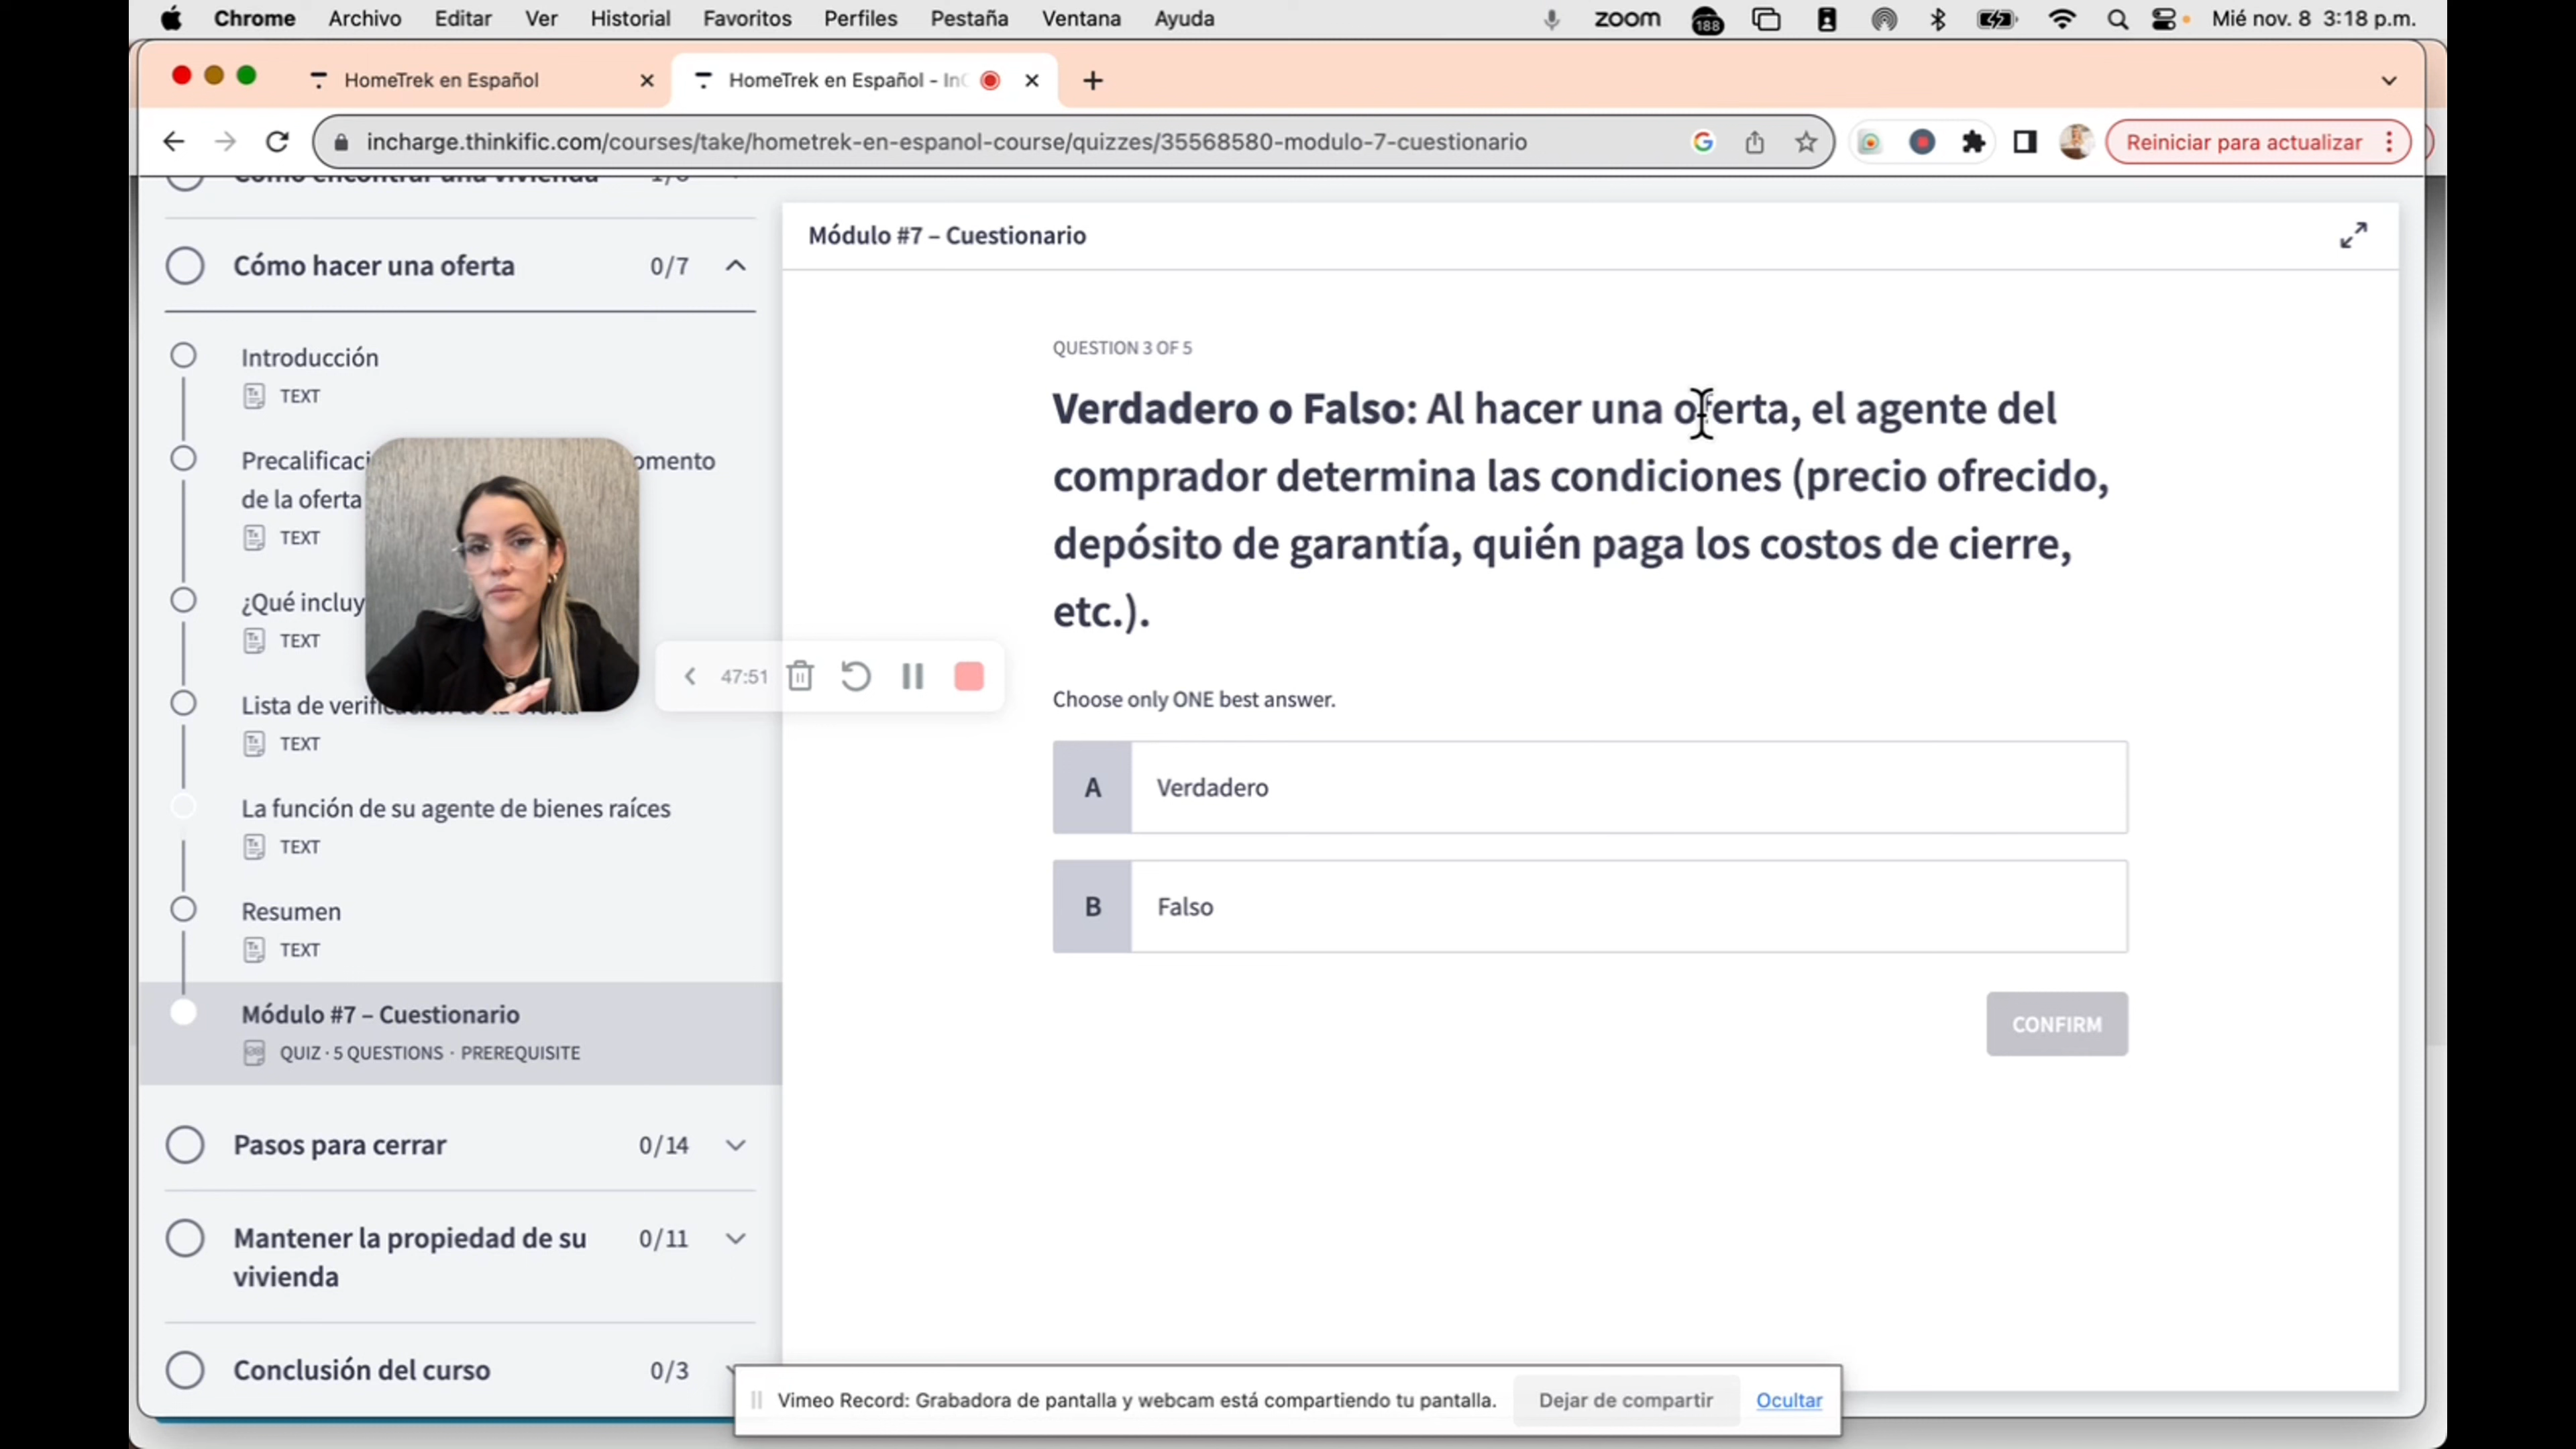 Chrome Archivo Editar Ver Historial Favoritos Perfiles Pestaña Ventana Ayuda zoom 188 Mié nov. 8 3:18 p.m.
HomeTrek en Español
HomeTrek en Español - In
incharge.thinkific.com/courses/take/hometrek-en-espanol-course/quizzes/35568580-modulo-7-cuestionario
Reiniciar para actualizar
Cómo encontrar una vivienda
Cómo hacer una oferta 0/7
Introducción
TEXT
omento
de la oferta
TEXT
¿Qué incluy
TEXT
Lista de
TEXT
La función de su agente de bienes raíces
TEXT
Resumen
TEXT
Módulo #7 – Cuestionario
QUIZ · 5 QUESTIONS · PREREQUISITE
Pasos para cerrar 0/14
Mantener la propiedad de su
vivienda
0/11
Conclusión del curso 0/3
47:51
Módulo #7 – Cuestionario
QUESTION 3 OF 5
Verdadero o Falso: Al hacer una oferta, el agente del
comprador determina las condiciones (precio ofrecido,
depósito de garantía, quién paga los costos de cierre,
etc.).
Choose only ONE best answer.
A Verdadero
B Falso
CONFIRM
Vimeo Record: Grabadora de pantalla y webcam está compartiendo tu pantalla. Dejar de compartir Ocultar